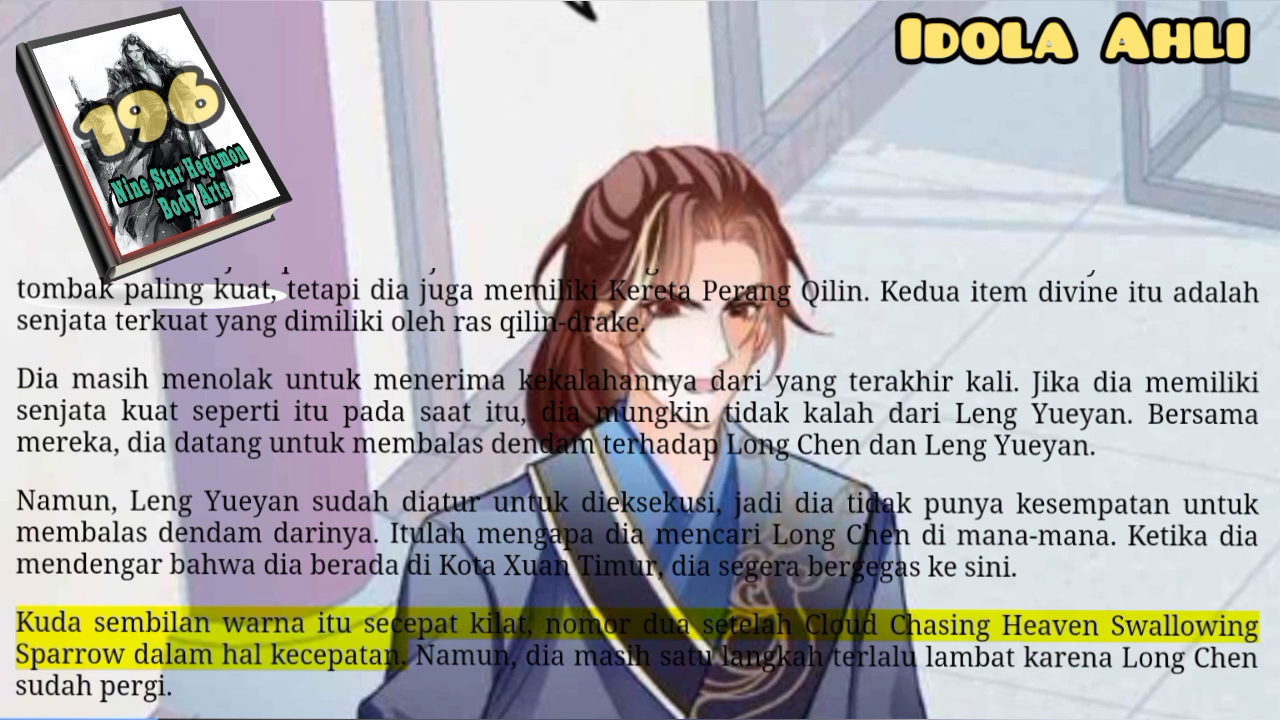 Idola Ahli
196
Nine Star Hegemon
Body Arts
tombak paling kuat, tetapi dia juga memiliki Kereta Perang Qilin. Kedua item divine itu adalah
senjata terkuat yang dimiliki oleh ras qilin-drake.
Dia masih menolak untuk menerima kekalahannya dari yang terakhir kali. Jika dia memiliki
senjata kuat seperti itu pada saat itu, dia mungkin tidak kalah dari Leng Yueyan. Bersama
mereka, dia datang untuk membalas dendam terhadap Long Chen dan Leng Yueyan.
Namun, Leng Yueyan sudah diatur untuk dieksekusi, jadi dia tidak punya kesempatan untuk
membalas dendam darinya. Itulah mengapa dia mencari Long Chen di mana-mana. Ketika dia
mendengar bahwa dia berada di Kota Xuan Timur, dia segera bergegas ke sini.
Kuda sembilan warna itu secepat kilat, nomor dua setelah Cloud Chasing Heaven Swallowing
Sparrow dalam hal kecepatan. Namun, dia masih satu langkah terlalu lambat karena Long Chen
sudah pergi.